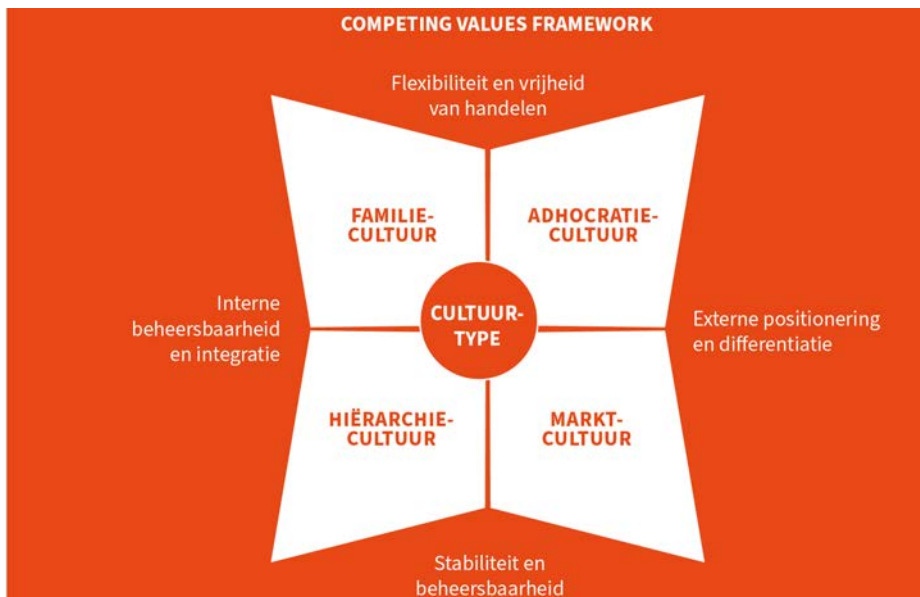 COMPETING VALUES FRAMEWORK
Flexibiliteit en vrijheid
van handelen
FAMILIE-
CULTUUR
ADHOCRATIE-
CULTUUR
Interne
beheersbaarheid
en integratie
CULTUUR-
TYPE
Externe positionering
en differentiatie
HIËRARCHIE-
CULTUUR
MARKT-
CULTUUR
Stabiliteit en
beheersbaarheid